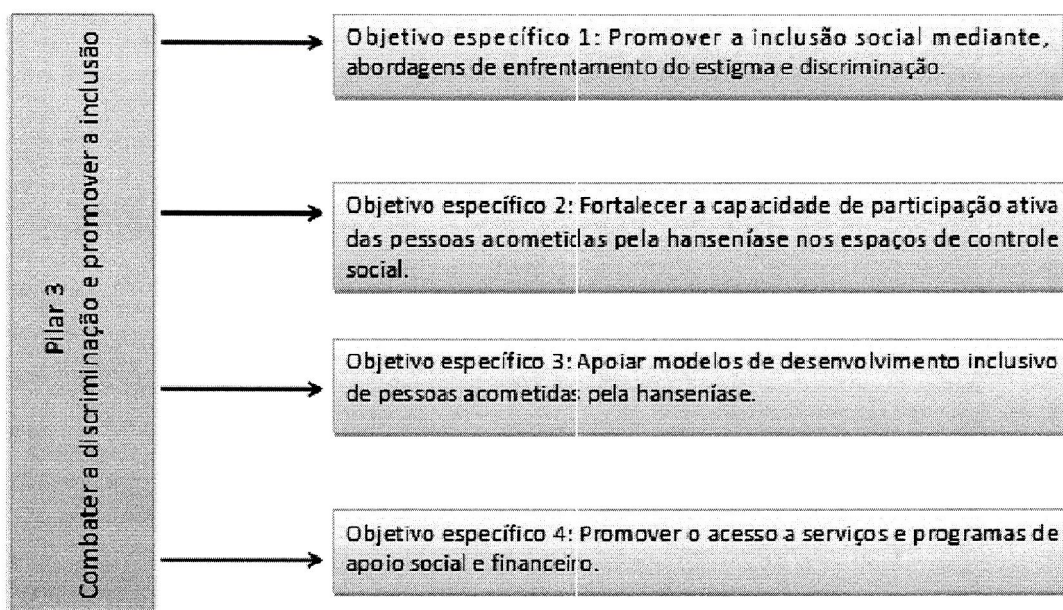 Pilar 3
Combater a discriminação e promover a inclusão
Objetivo específico 1: Promover a inclusão social mediante,
abordagens de enfrentamento do estigma e discriminação.
Objetivo específico 2: Fortalecer a capacidade de participação ativa
das pessoas acometidas pela hanseníase nos espaços de controle
social.
Objetivo específico 3: Apoiar modelos de desenvolvimento inclusivo
de pessoas acometidas pela hanseníase.
Objetivo específico 4: Promover o acesso a serviços e programas de
apoio social e financeiro.